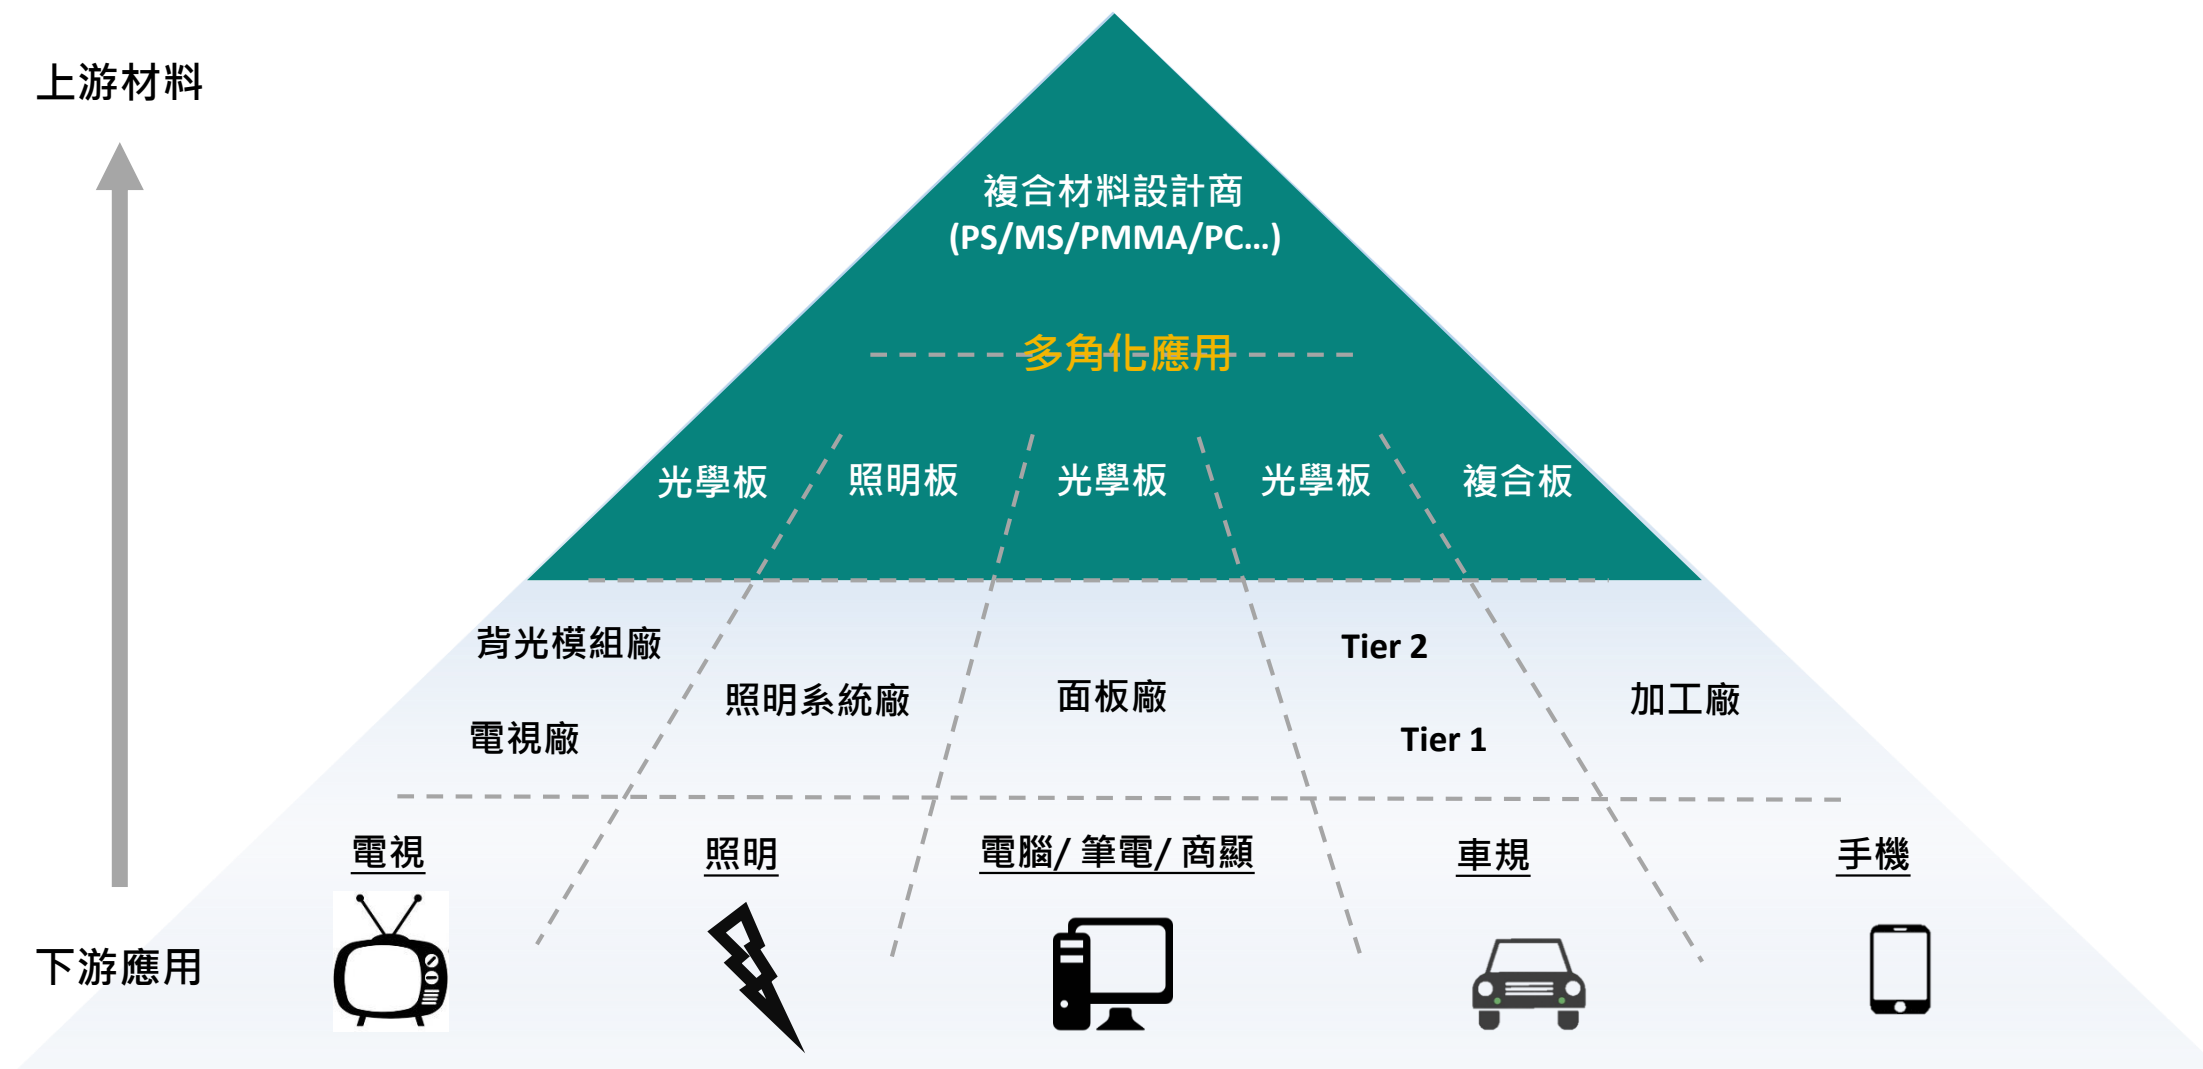 上游材料
複合材料設計商
(PS/MS/PMMA/PC...)
多角化應用
光學板
照明板
光學板
光學板
複合板
背光模組廠
電視廠
照明系統廠
面板廠
Tier 2
Tier 1
加工廠
電視
照明
電腦/ 筆電/ 商顯
車規
手機
下游應用